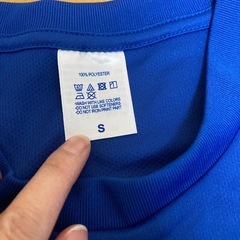 100% POLYESTER
•WASH WITH LIKE COLORS
•DO NOT USE SOFTENERS
•DO NOT IRON PRINT PART
S